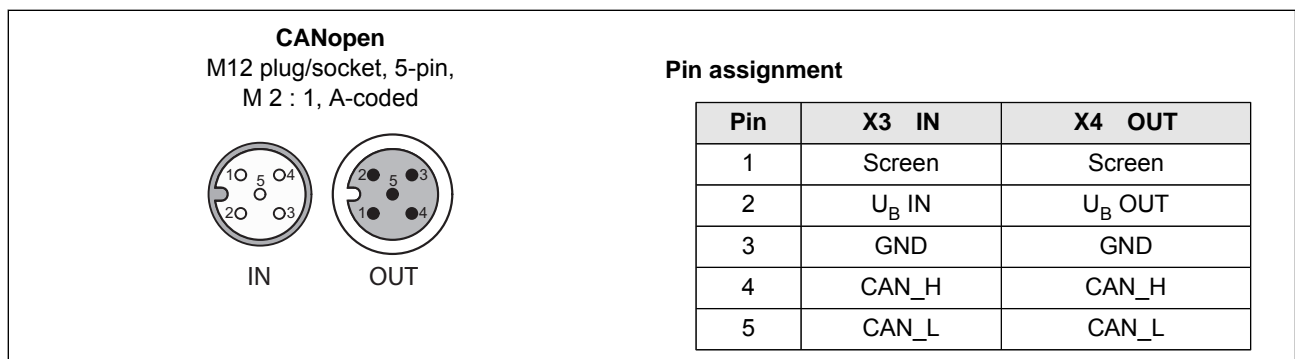 CANopen
M12 plug/socket, 5-pin,
M 2 : 1, A-coded
1 5 4
2 3
IN
2 5 3
1 4
OUT
Pin assignment
Pin X3 IN X4 OUT
1 Screen Screen
2 U_B IN U_B OUT
3 GND GND
4 CAN_H CAN_H
5 CAN_L CAN_L